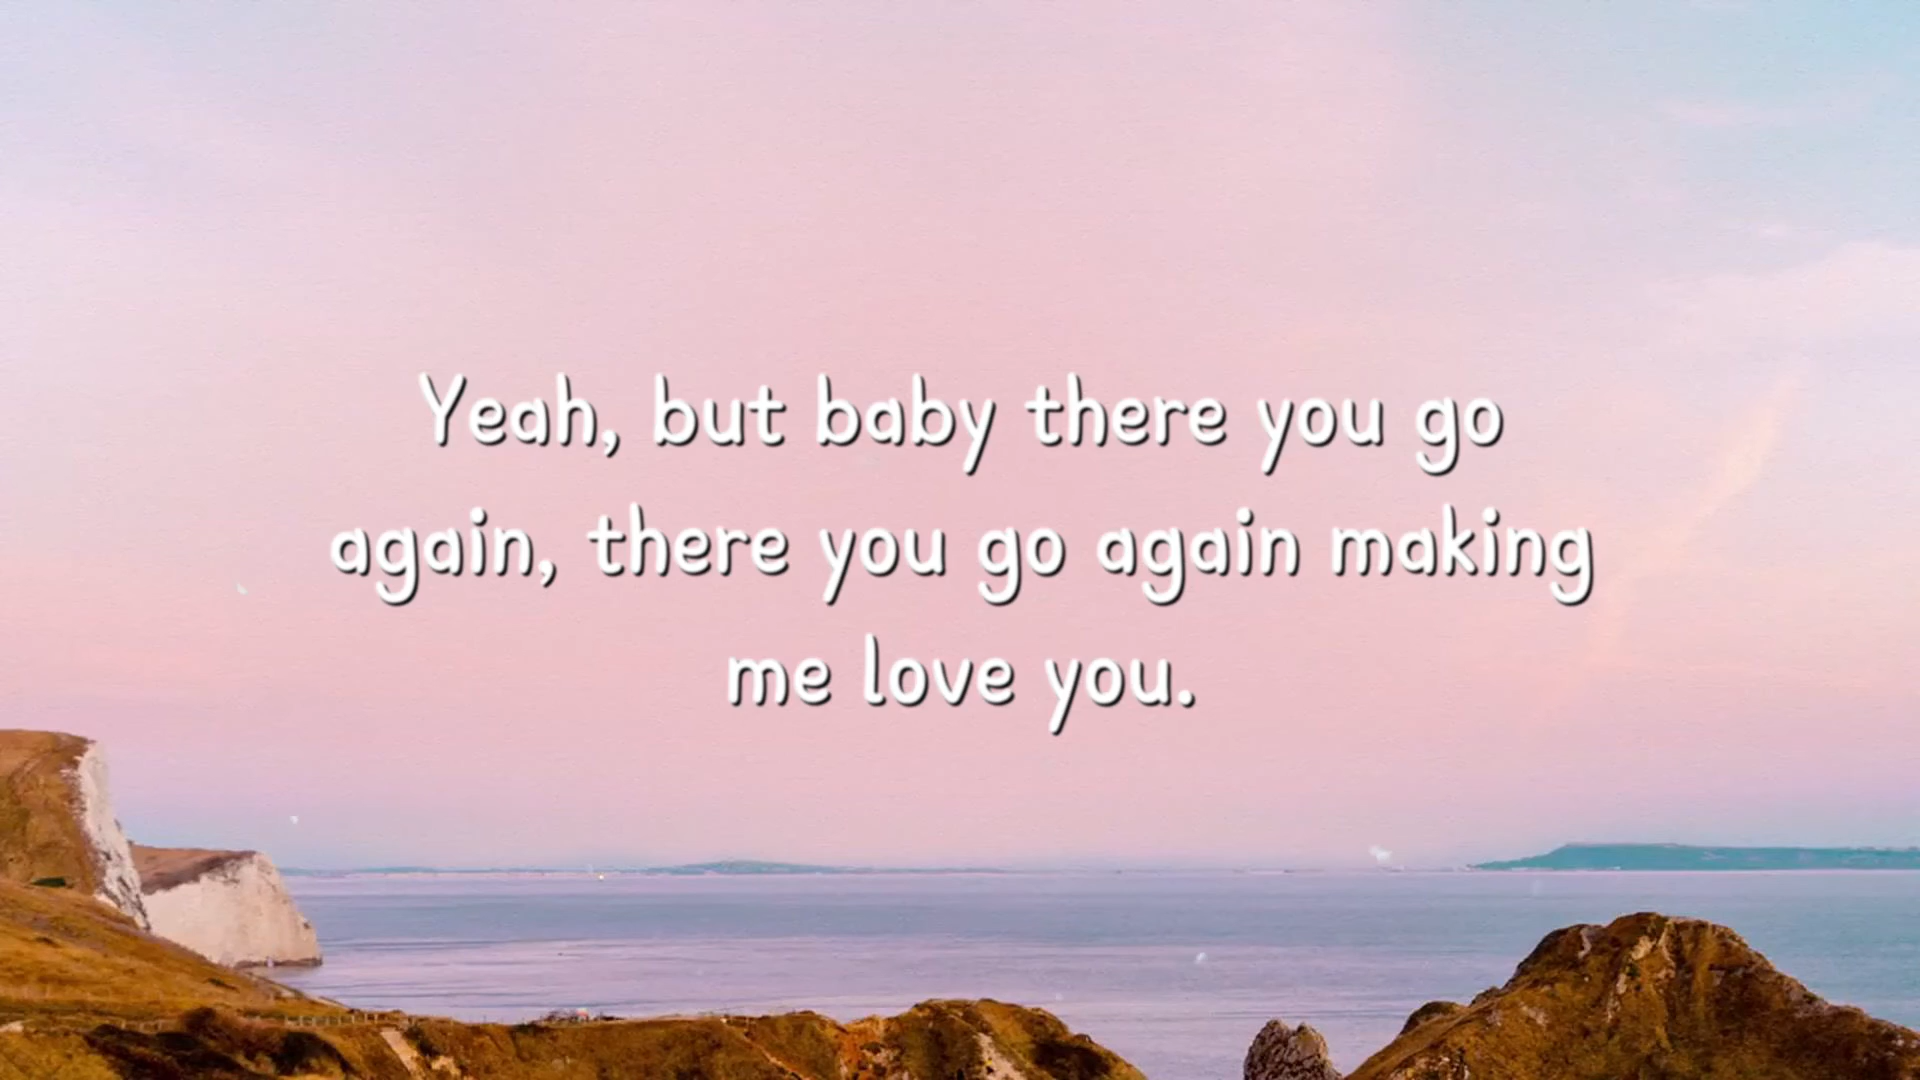 Yeah, but baby there you go
again, there you go again making
me love you.